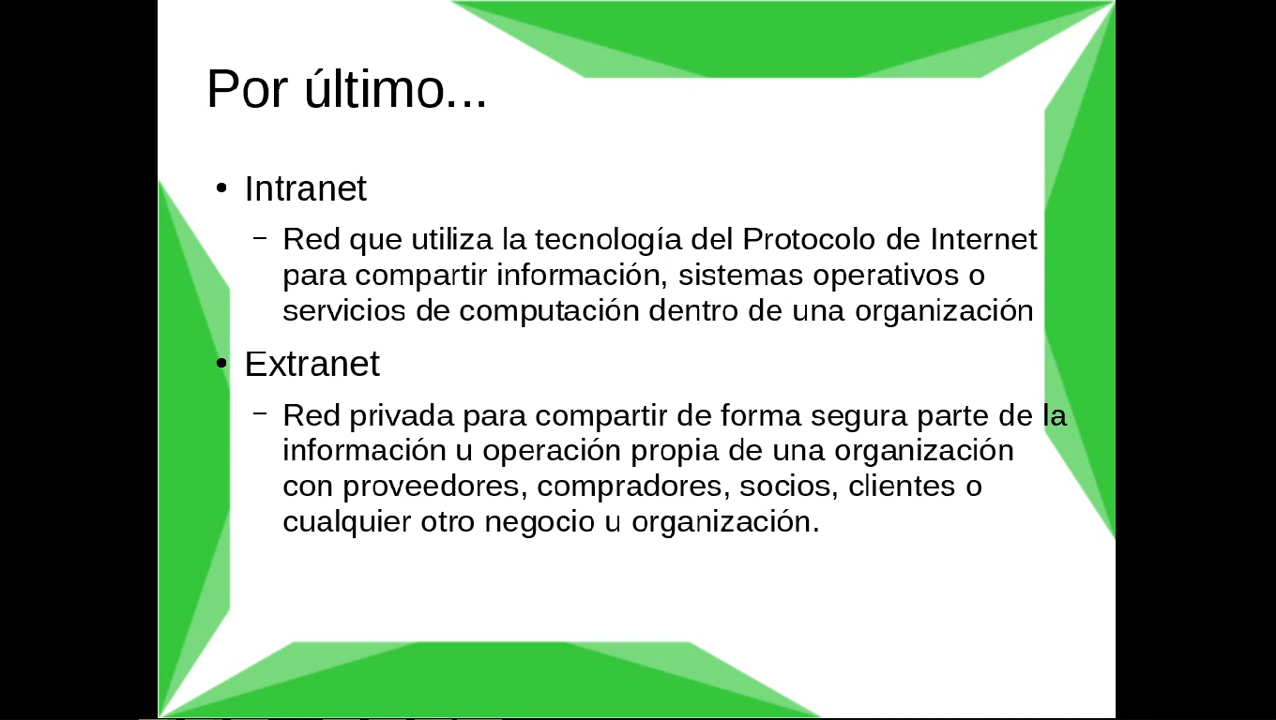 Por último...
• Intranet
– Red que utiliza la tecnología del Protocolo de Internet
para compartir información, sistemas operativos o
servicios de computación dentro de una organización
• Extranet
– Red privada para compartir de forma segura parte de la
información u operación propia de una organización
con proveedores, compradores, socios, clientes o
cualquier otro negocio u organización.